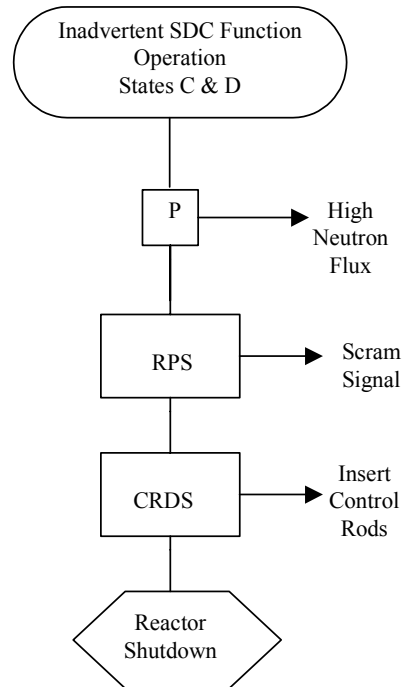 Inadvertent SDC Function
Operation
States C & D
P
High
Neutron
Flux
RPS
Scram
Signal
CRDS
Insert
Control
Rods
Reactor
Shutdown